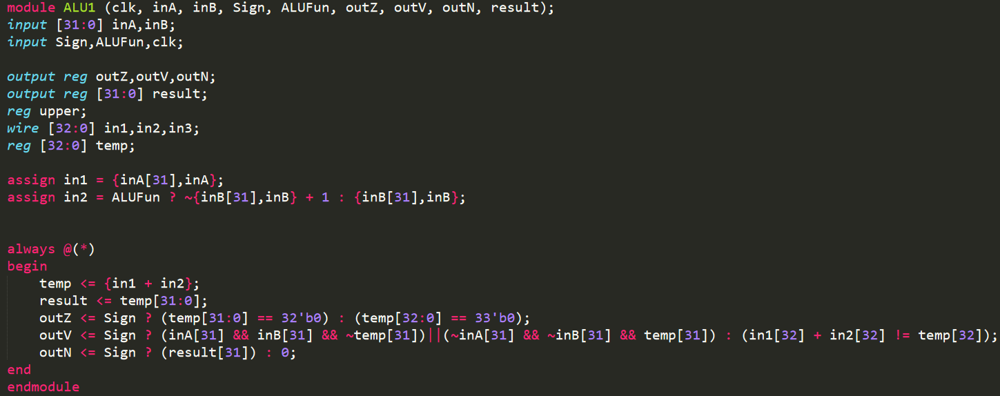 module ALU1 (clk, inA, inB, Sign, ALUFun, outZ, outV, outN, result);
input [31:0] inA,inB;
input Sign,ALUFun,clk;
output reg outZ,outV,outN;
output reg [31:0] result;
reg upper;
wire [32:0] in1,in2,in3;
reg [32:0] temp;
assign in1 = {inA[31],inA};
assign in2 = ALUFun ? ~{inB[31],inB} + 1 : {inB[31],inB};
always @(*)
begin
    temp <= {in1 + in2};
    result <= temp[31:0];
    outZ <= Sign ? (temp[31:0] == 32'b0) : (temp[32:0] == 33'b0);
    outV <= Sign ? (inA[31] && inB[31] && ~temp[31])||(~inA[31] && ~inB[31] && temp[31]) : (in1[32] + in2[32] != temp[32]);
    outN <= Sign ? (result[31]) : 0;
end
endmodule